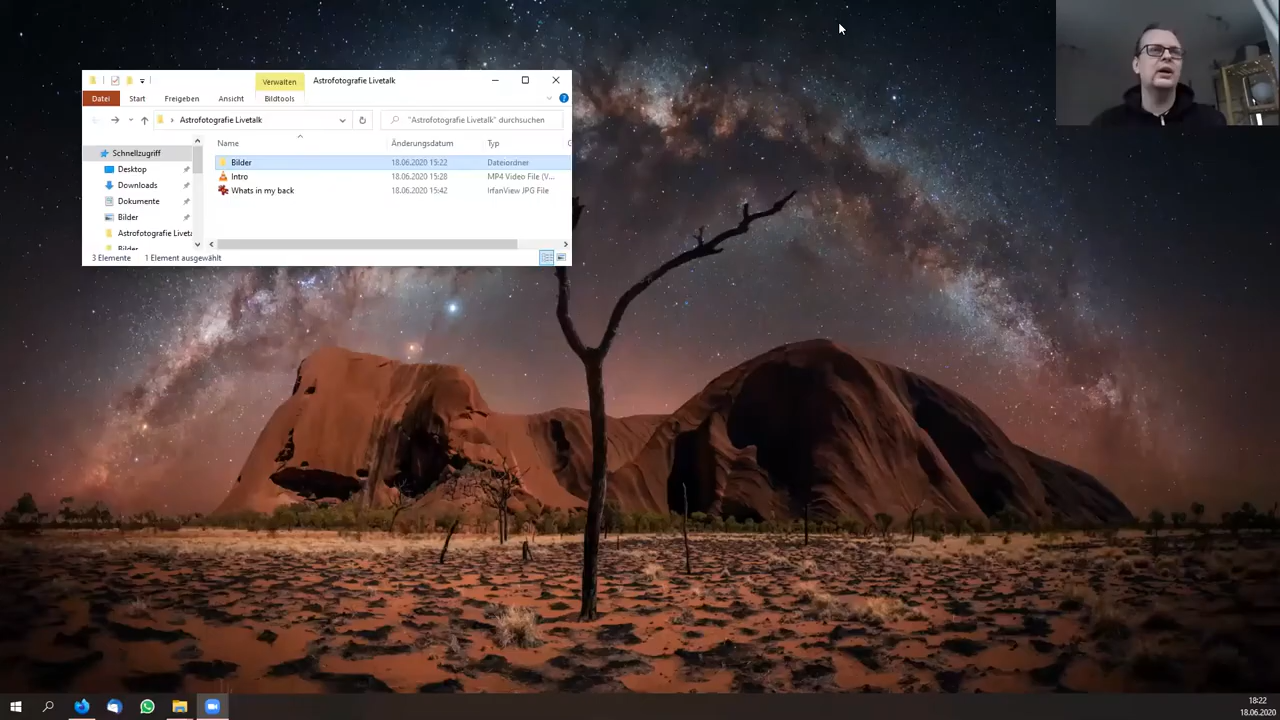 Verwalten
Astrofotografie Livetalk
Datei
Start
Freigeben
Ansicht
Bildtools
Astrofotografie Livetalk
"Astrofotografie Livetalk" durchsuchen
Name
Änderungsdatum
Typ
G
Schnellzugriff
Desktop
Downloads
Dokumente
Bilder
Astrofotografie Liveta
Bilder
Bilder
18.06.2020 15:22
Dateiordner
Intro
18.06.2020 15:28
MP4 Video File (V...
Whats in my back
18.06.2020 15:42
IrfanView JPG File
3 Elemente
1 Element ausgewählt
18:22
18.06.2020